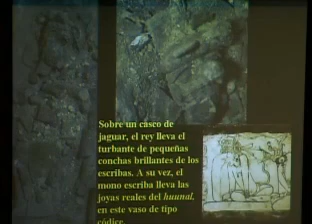 Sobre un casco de
jaguar, el rey lleva el
turbante de pequeñas
conchas brillantes de los
escribas. A su vez, el
mono escriba lleva las
joyas reales del huunal,
en este vaso de tipo
códice.